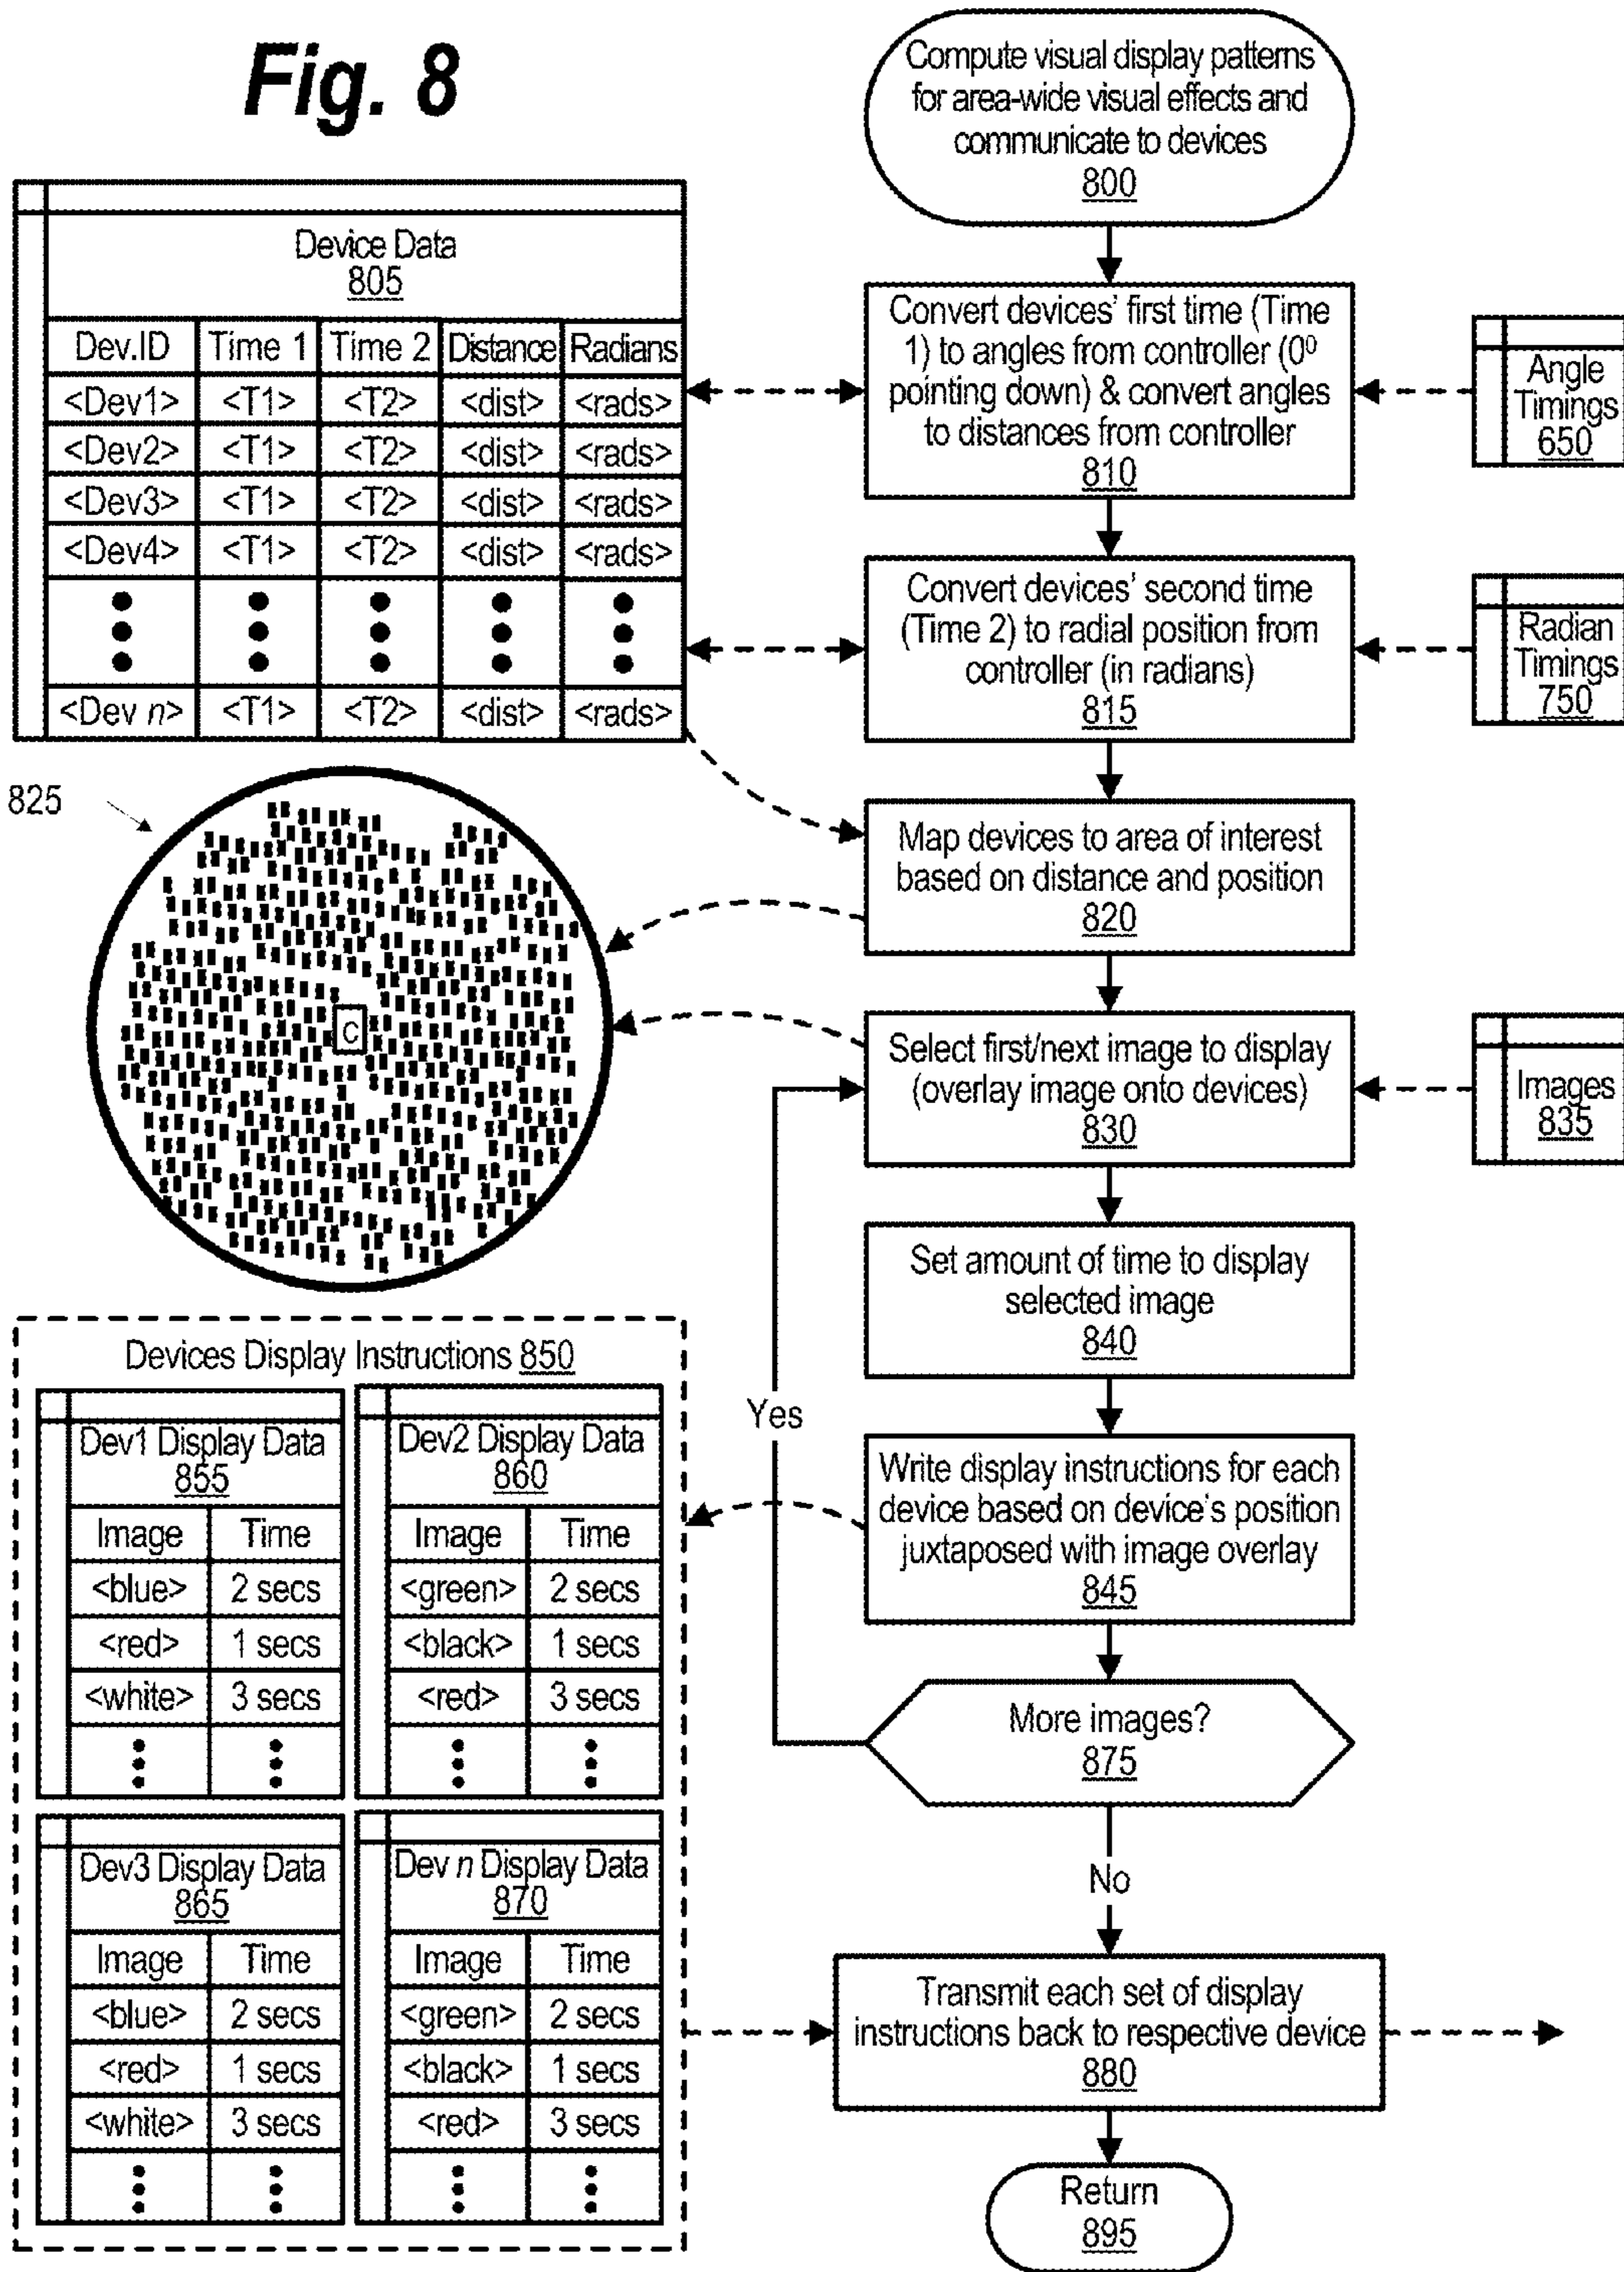 Fig. 8
Compute visual display patterns
for area-wide visual effects and
communicate to devices
800
Device Data
805
Dev.ID Time 1 Time 2 Distance Radians
<Dev1> <T1> <T2> <dist> <rads>
<Dev2> <T1> <T2> <dist> <rads>
<Dev3> <T1> <T2> <dist> <rads>
<Dev4> <T1> <T2> <dist> <rads>
<Dev n> <T1> <T2> <dist> <rads>
Convert devices' first time (Time
1) to angles from controller (0⁰
pointing down) & convert angles
to distances from controller
810
Angle
Timings
650
Convert devices' second time
(Time 2) to radial position from
controller (in radians)
815
Radian
Timings
750
825
C
Map devices to area of interest
based on distance and position
820
Select first/next image to display
(overlay image onto devices)
830
Images
835
Set amount of time to display
selected image
840
Yes
Write display instructions for each
device based on device's position
juxtaposed with image overlay
845
Devices Display Instructions 850
Dev1 Display Data
855
Image Time
<blue> 2 secs
<red> 1 secs
<white> 3 secs
Dev2 Display Data
860
Image Time
<green> 2 secs
<black> 1 secs
<red> 3 secs
Dev3 Display Data
865
Image Time
<blue> 2 secs
<red> 1 secs
<white> 3 secs
Dev n Display Data
870
Image Time
<green> 2 secs
<black> 1 secs
<red> 3 secs
More images?
875
No
Transmit each set of display
instructions back to respective device
880
Return
895